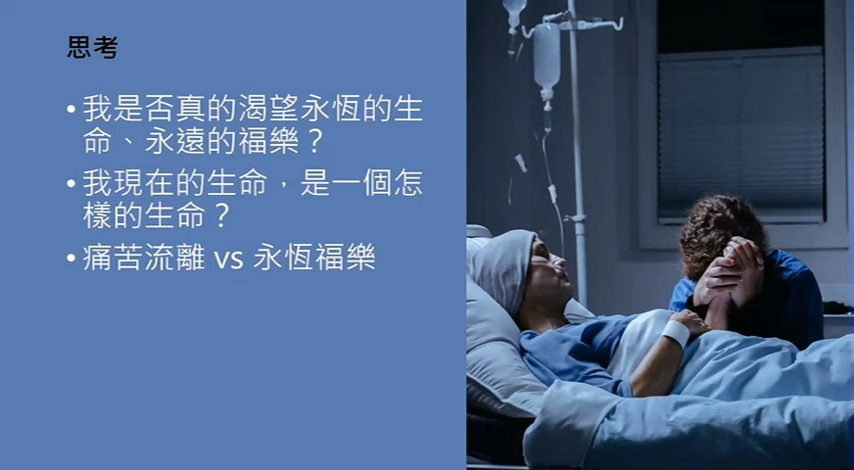 思考
• 我是否真的渴望永恆的生
命、永遠的福樂？
• 我現在的生命，是一個怎
樣的生命？
• 痛苦流離 vs 永恆福樂